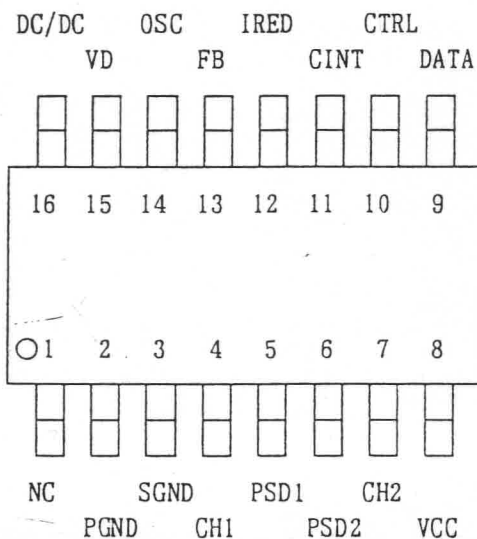 DC/DC OSC IRED CTRL
VD FB CINT DATA
16 15 14 13 12 11 10 9
1 2 3 4 5 6 7 8
NC SGND PSD1 CH2
PGND CH1 PSD2 VCC